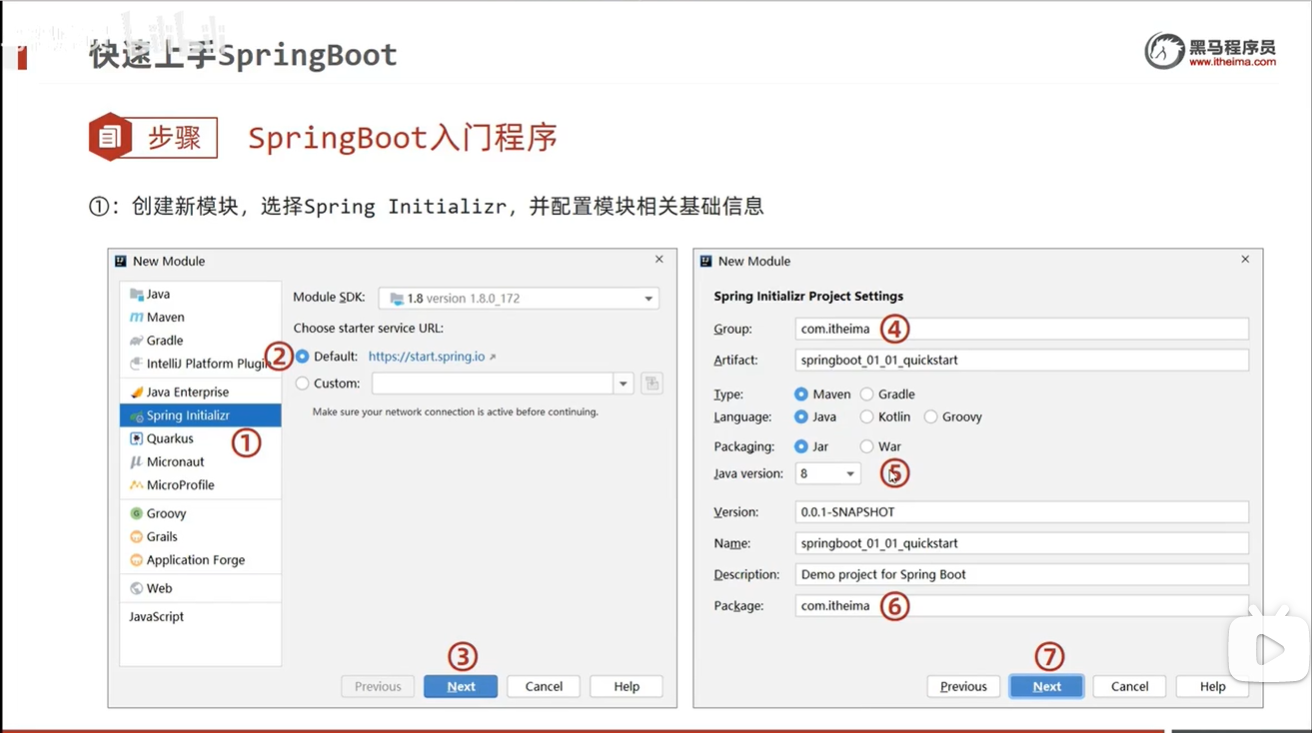 快速上手SpringBoot
黑马程序员
www.itheima.com
步骤
SpringBoot入门程序
①：创建新模块，选择Spring Initializr，并配置模块相关基础信息
New Module
Java
Maven
Gradle
IntelliJ Platform Plugin
Java Enterprise
Spring Initializr
①
Quarkus
Micronaut
MicroProfile
Groovy
Grails
Application Forge
Web
JavaScript
Module SDK: 1.8 version 1.8.0_172
Choose starter service URL:
② Default: https://start.spring.io
Custom:
Make sure your network connection is active before continuing.
③
Previous Next Cancel Help
New Module
Spring Initializr Project Settings
Group: com.itheima ④
Artifact: springboot_01_01_quickstart
Type: Maven Gradle
Language: Java Kotlin Groovy
Packaging: Jar War
Java version: 8 ⑤
Version: 0.0.1-SNAPSHOT
Name: springboot_01_01_quickstart
Description: Demo project for Spring Boot
Package: com.itheima ⑥
⑦
Previous Next Cancel Help